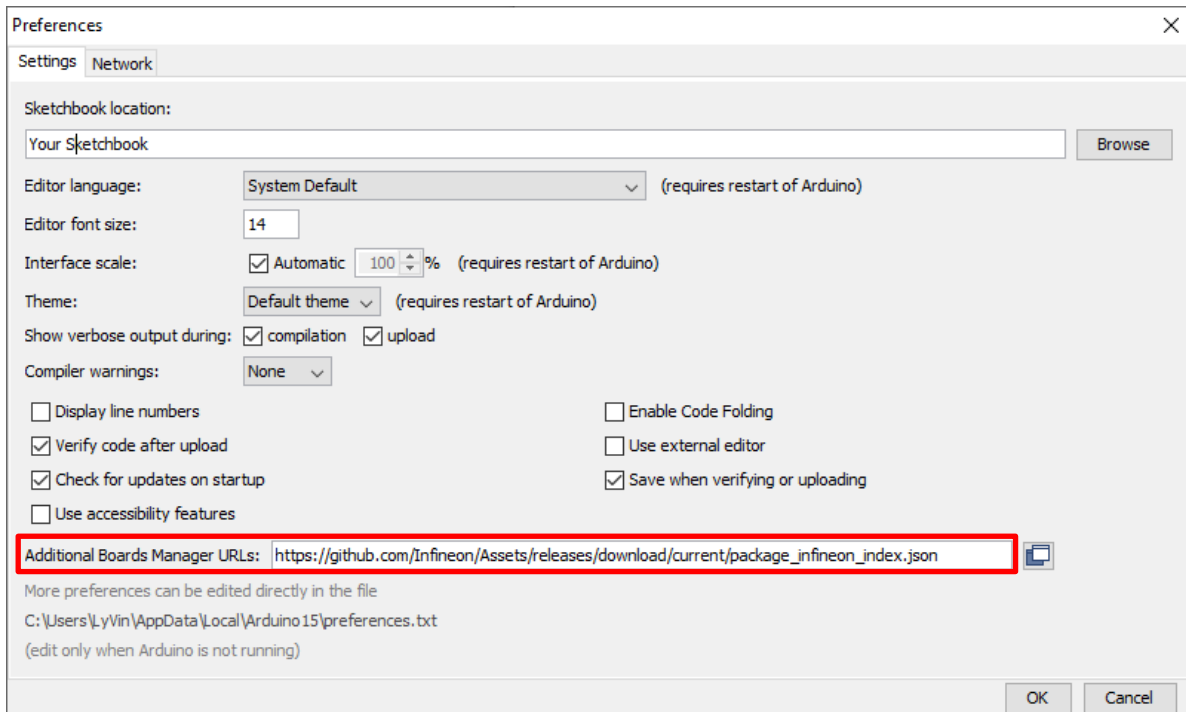 Preferences
Settings Network
Sketchbook location:
Your Sketchbook Browse
Editor language: System Default (requires restart of Arduino)
Editor font size: 14
Interface scale: Automatic 100 % (requires restart of Arduino)
Theme: Default theme (requires restart of Arduino)
Show verbose output during: compilation upload
Compiler warnings: None
Display line numbers Enable Code Folding
Verify code after upload Use external editor
Check for updates on startup Save when verifying or uploading
Use accessibility features
Additional Boards Manager URLs: https://github.com/Infineon/Assets/releases/download/current/package_infineon_index.json
More preferences can be edited directly in the file
C:\Users\LyVin\AppData\Local\Arduino15\preferences.txt
(edit only when Arduino is not running)
OK Cancel